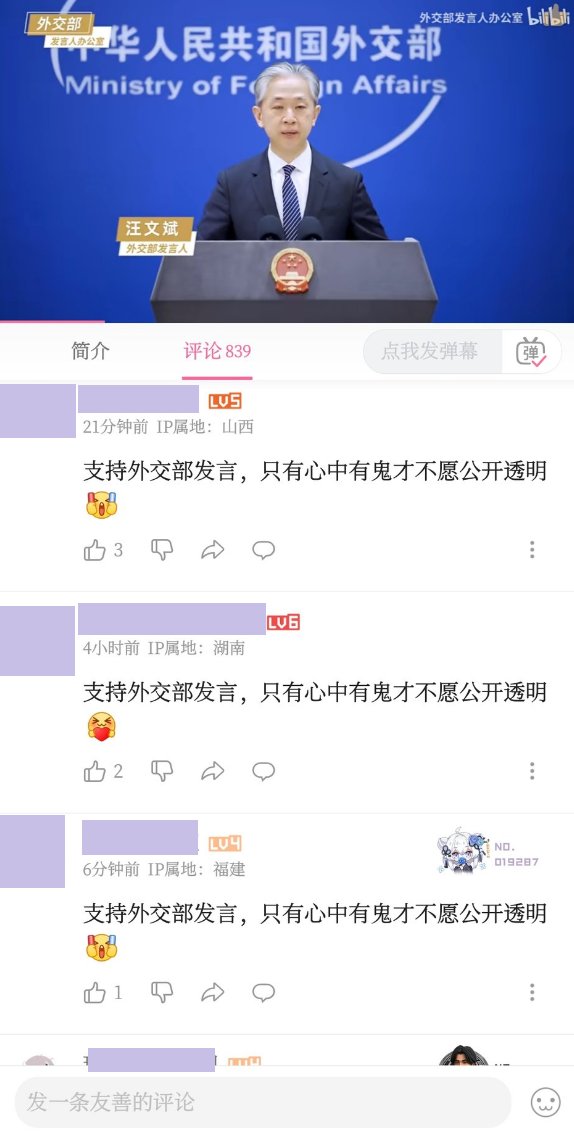 外交部
发言人办公室
外交部发言人办公室 bilibili
中华人民共和国外交部
Ministry of Foreign Affairs
汪文斌
外交部发言人
简介
评论 839
点我发弹幕
弹
LV5
21分钟前 IP属地：山西
支持外交部发言，只有心中有鬼才不愿公开透明
3
LV6
4小时前 IP属地：湖南
支持外交部发言，只有心中有鬼才不愿公开透明
2
LV4
NO.
019287
6分钟前 IP属地：福建
支持外交部发言，只有心中有鬼才不愿公开透明
1
发一条友善的评论